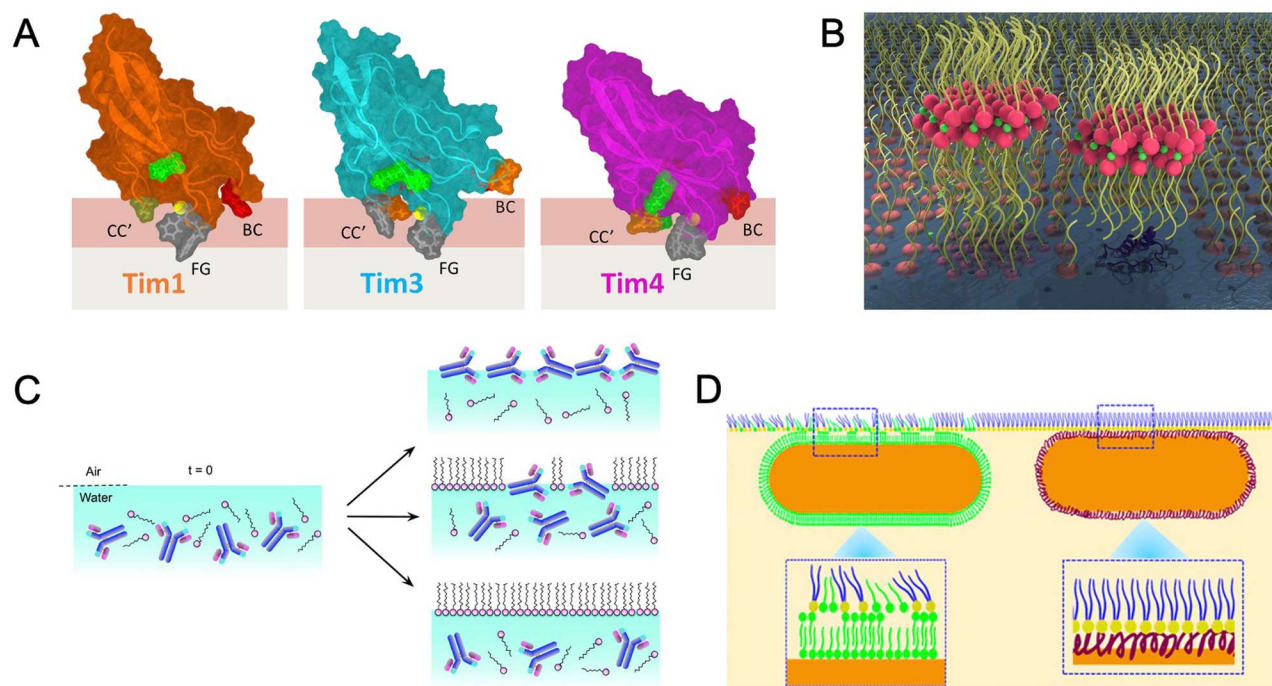 A
CC'
FG
BC
Tim1
CC'
FG
BC
Tim3
CC'
FG
BC
Tim4
B
C
Air
t = 0
Water
D